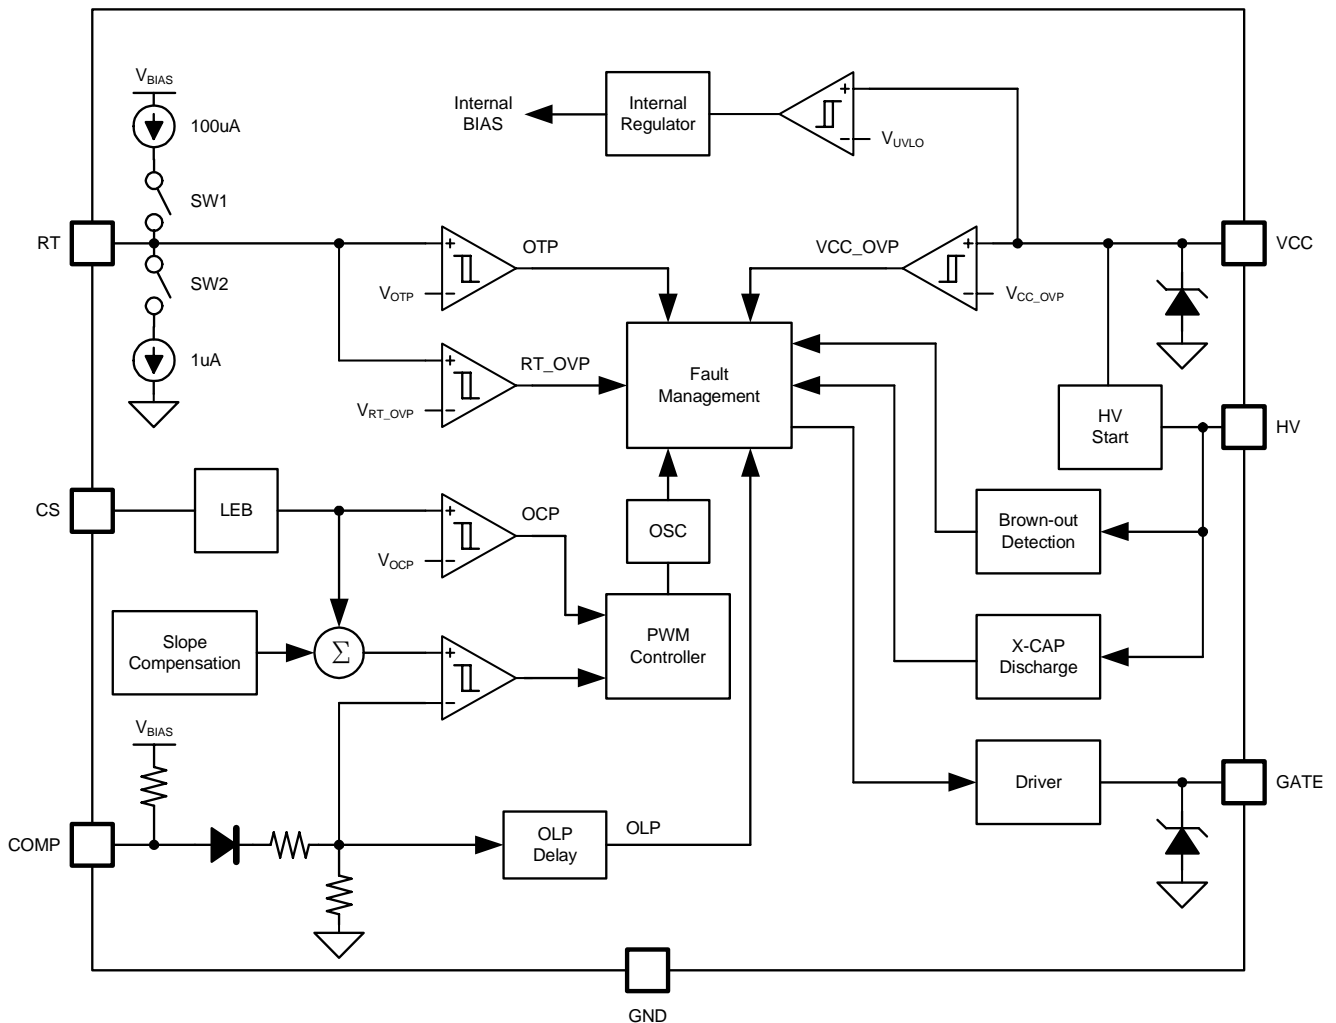 VBIAS
100uA
SW1
RT
SW2
1uA
Internal
BIAS
Internal
Regulator
+
−
VUVLO
OTP
+
−
VOTP
VCC_OVP
+
−
VCC_OVP
VCC
RT_OVP
+
−
VRT_OVP
Fault
Management
HV
Start
HV
CS
LEB
OCP
+
−
VOCP
OSC
Brown-out
Detection
Slope
Compensation
Σ
+
−
PWM
Controller
X-CAP
Discharge
VBIAS
COMP
OLP
Delay
OLP
Driver
GATE
GND